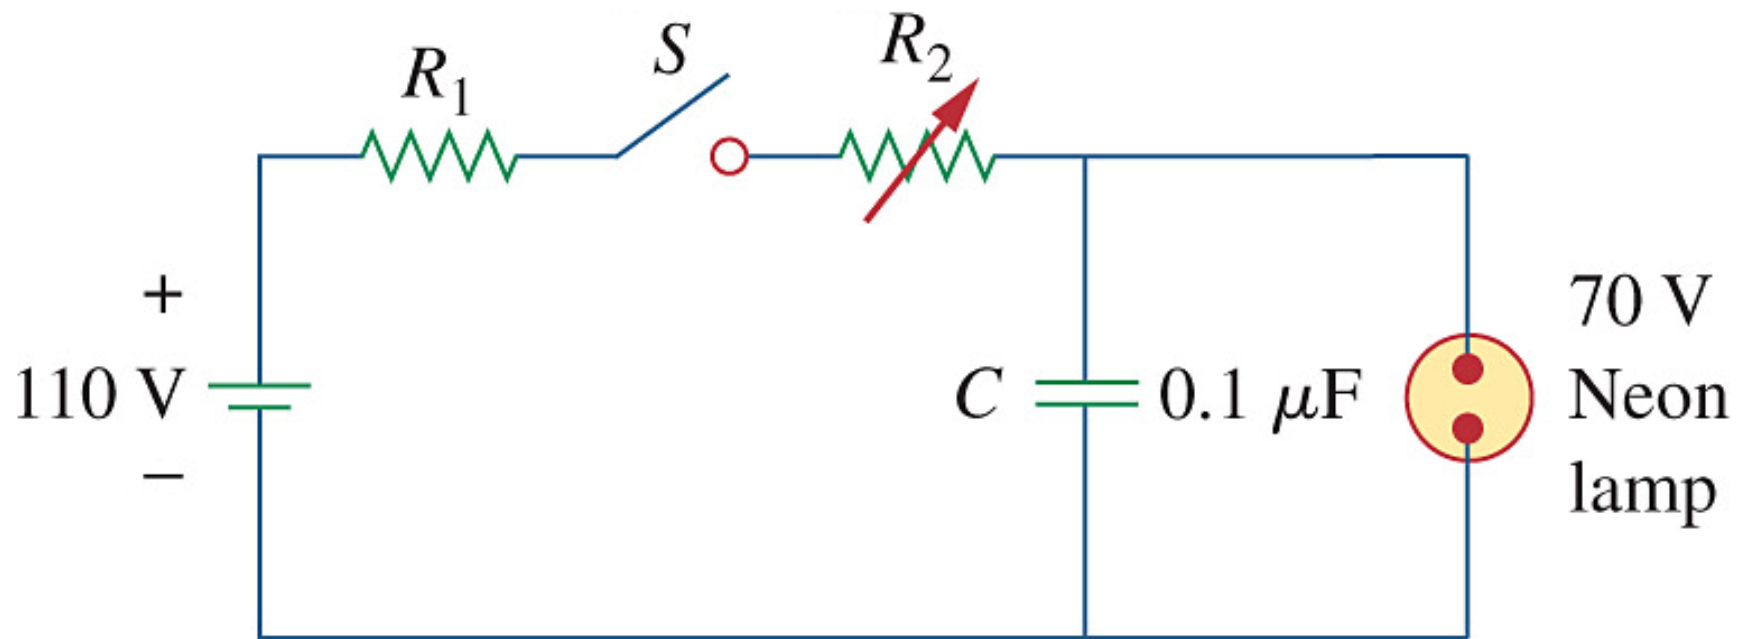 R₁
S
R₂
+
110 V
−
C
0.1 μF
70 V
Neon
lamp